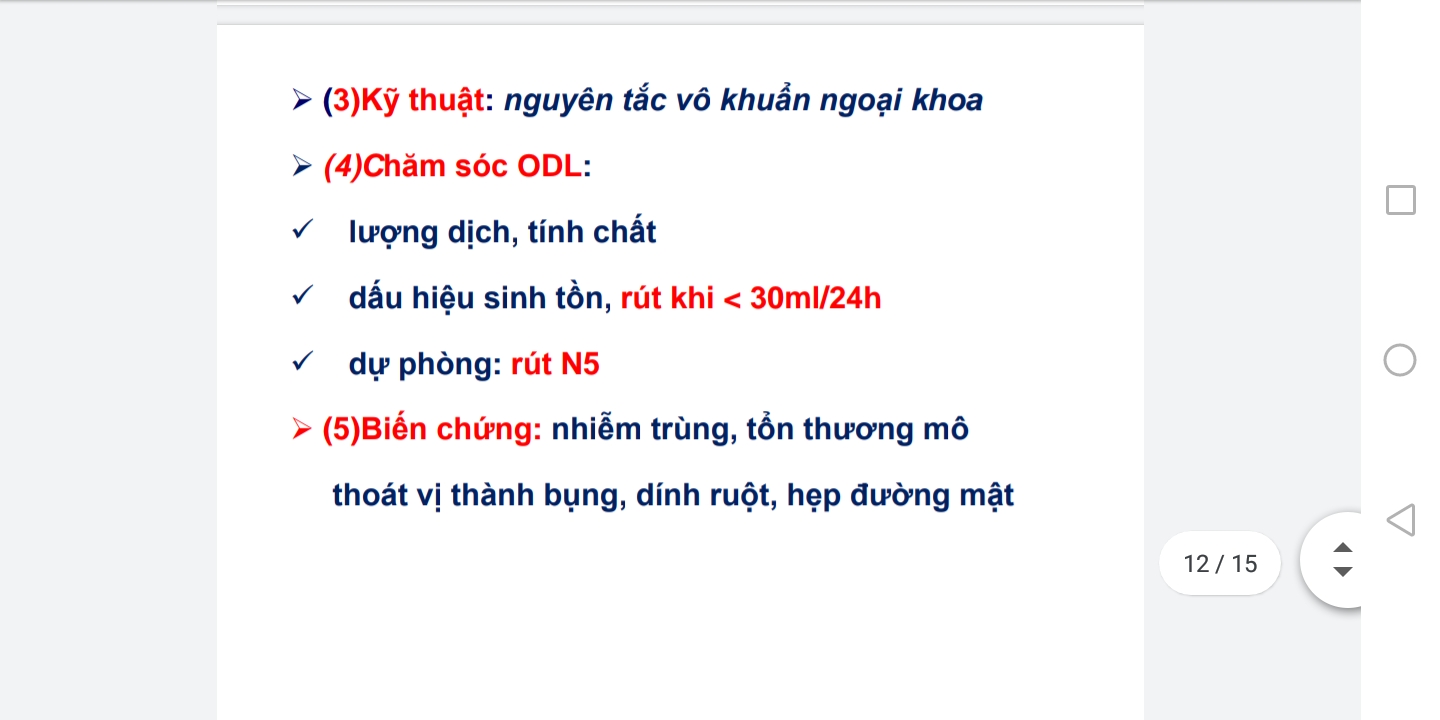 ➢ (3)Kỹ thuật: nguyên tắc vô khuẩn ngoại khoa
➢ (4)Chăm sóc ODL:
✓ lượng dịch, tính chất
✓ dấu hiệu sinh tồn, rút khi < 30ml/24h
✓ dự phòng: rút N5
➢ (5)Biến chứng: nhiễm trùng, tổn thương mô
thoát vị thành bụng, dính ruột, hẹp đường mật
12 / 15